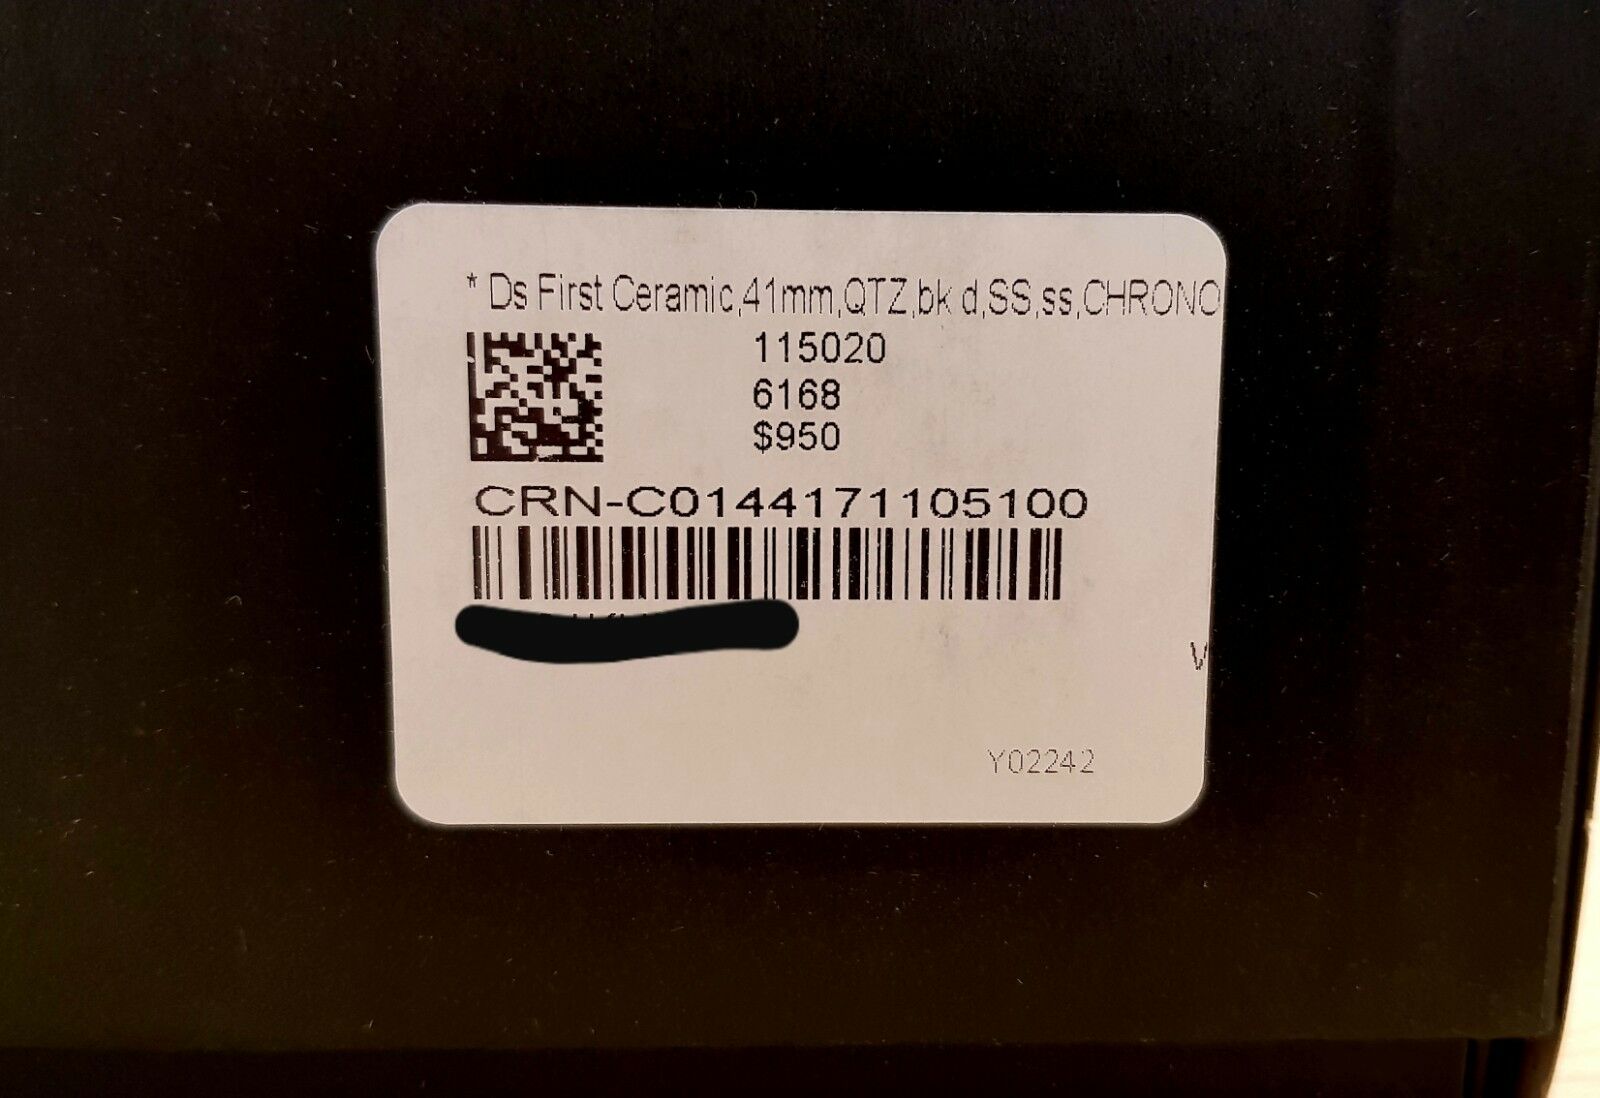 * Ds First Ceramic,41mm,QTZ,bk d,SS,ss,CHRONO
115020
6168
$950
CRN-C0144171105100
Y02242